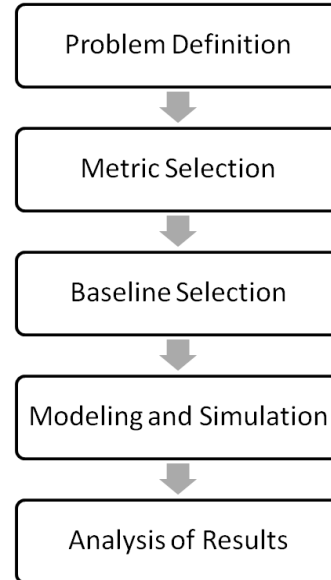 Problem Definition
Metric Selection
Baseline Selection
Modeling and Simulation
Analysis of Results